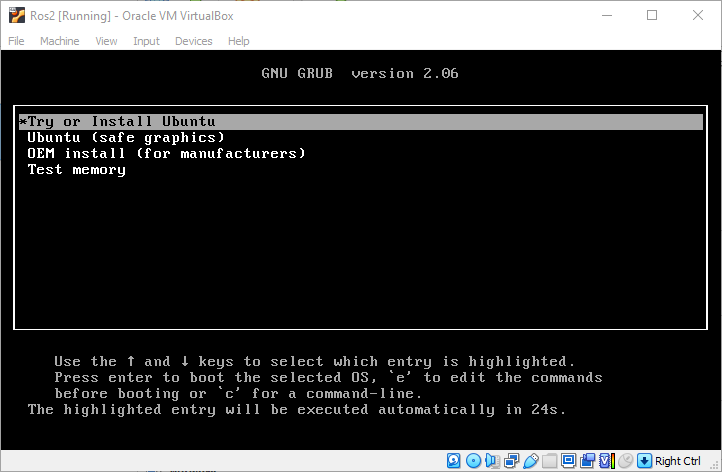 Ros2 [Running] - Oracle VM VirtualBox
File Machine View Input Devices Help
GNU GRUB version 2.06
*Try or Install Ubuntu
Ubuntu (safe graphics)
OEM install (for manufacturers)
Test memory
Use the ↑ and ↓ keys to select which entry is highlighted.
Press enter to boot the selected OS, `e' to edit the commands
before booting or `c' for a command-line.
The highlighted entry will be executed automatically in 24s.
Right Ctrl